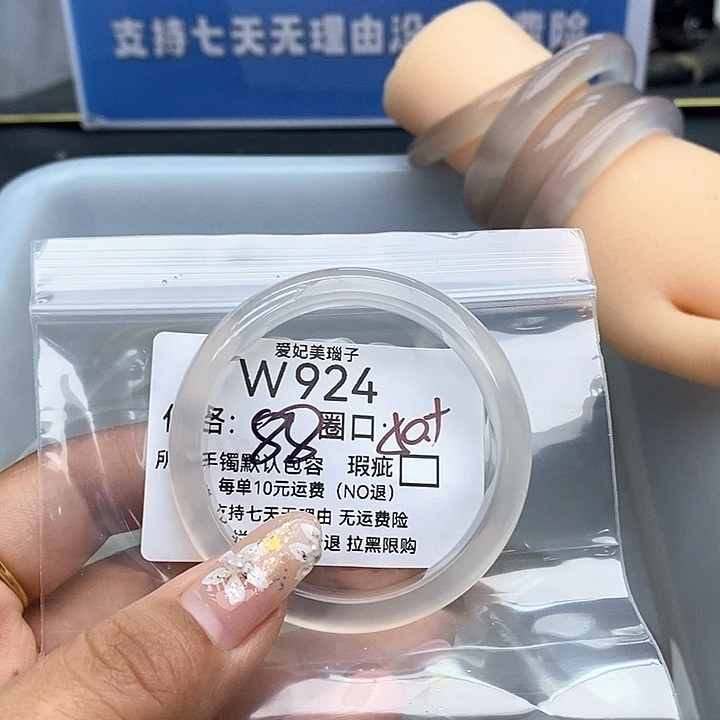 支持七天无理由
爱妃美瑙子
W924
格：88 圈口：
手镯默认包容 瑕疵
每单10元运费（NO退）
支持七天无理由 无运费险
退 拉黑限购